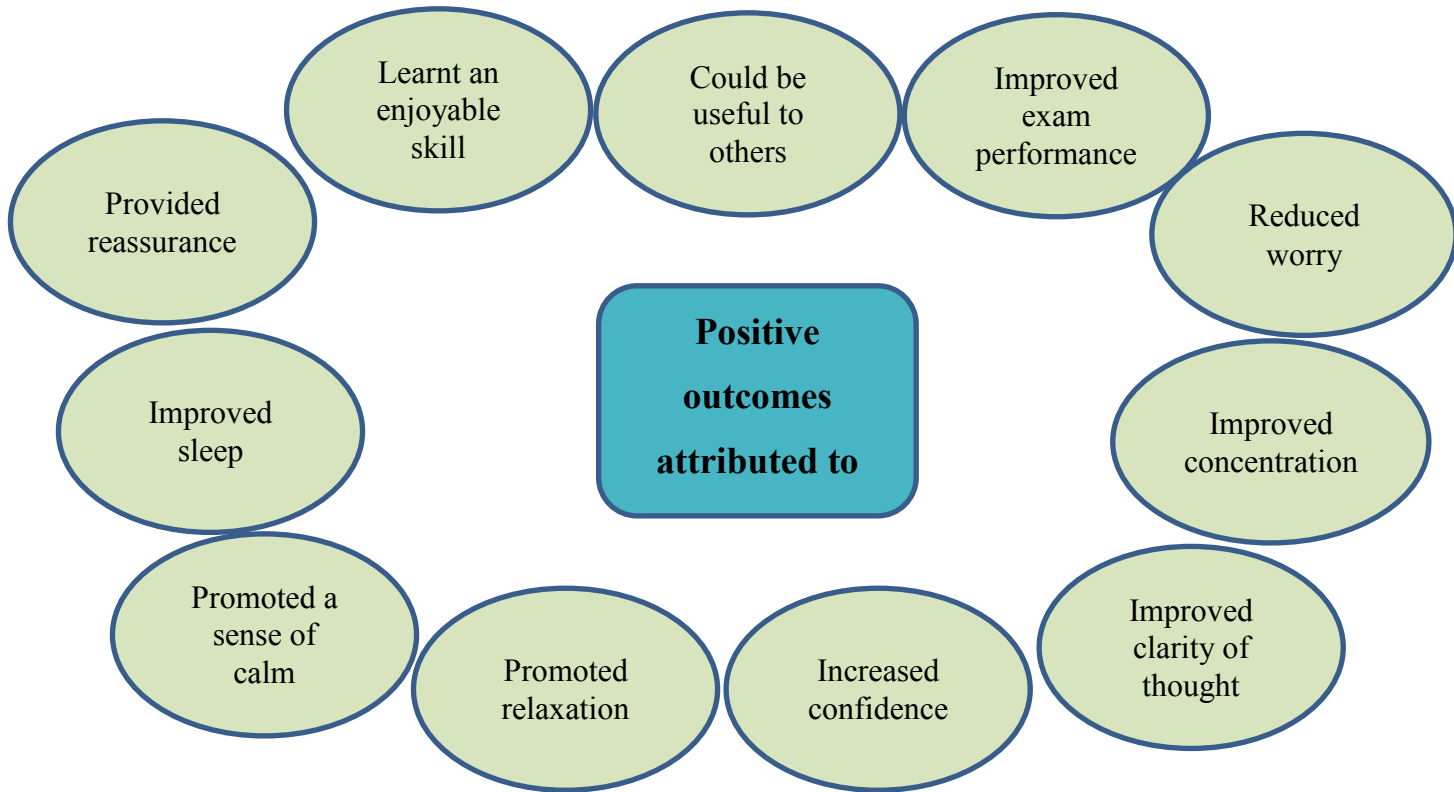 Learnt an
enjoyable
skill
Could be
useful to
others
Improved
exam
performance
Provided
reassurance
Reduced
worry
Positive
outcomes
attributed to
Improved
sleep
Improved
concentration
Promoted a
sense of
calm
Promoted
relaxation
Increased
confidence
Improved
clarity of
thought